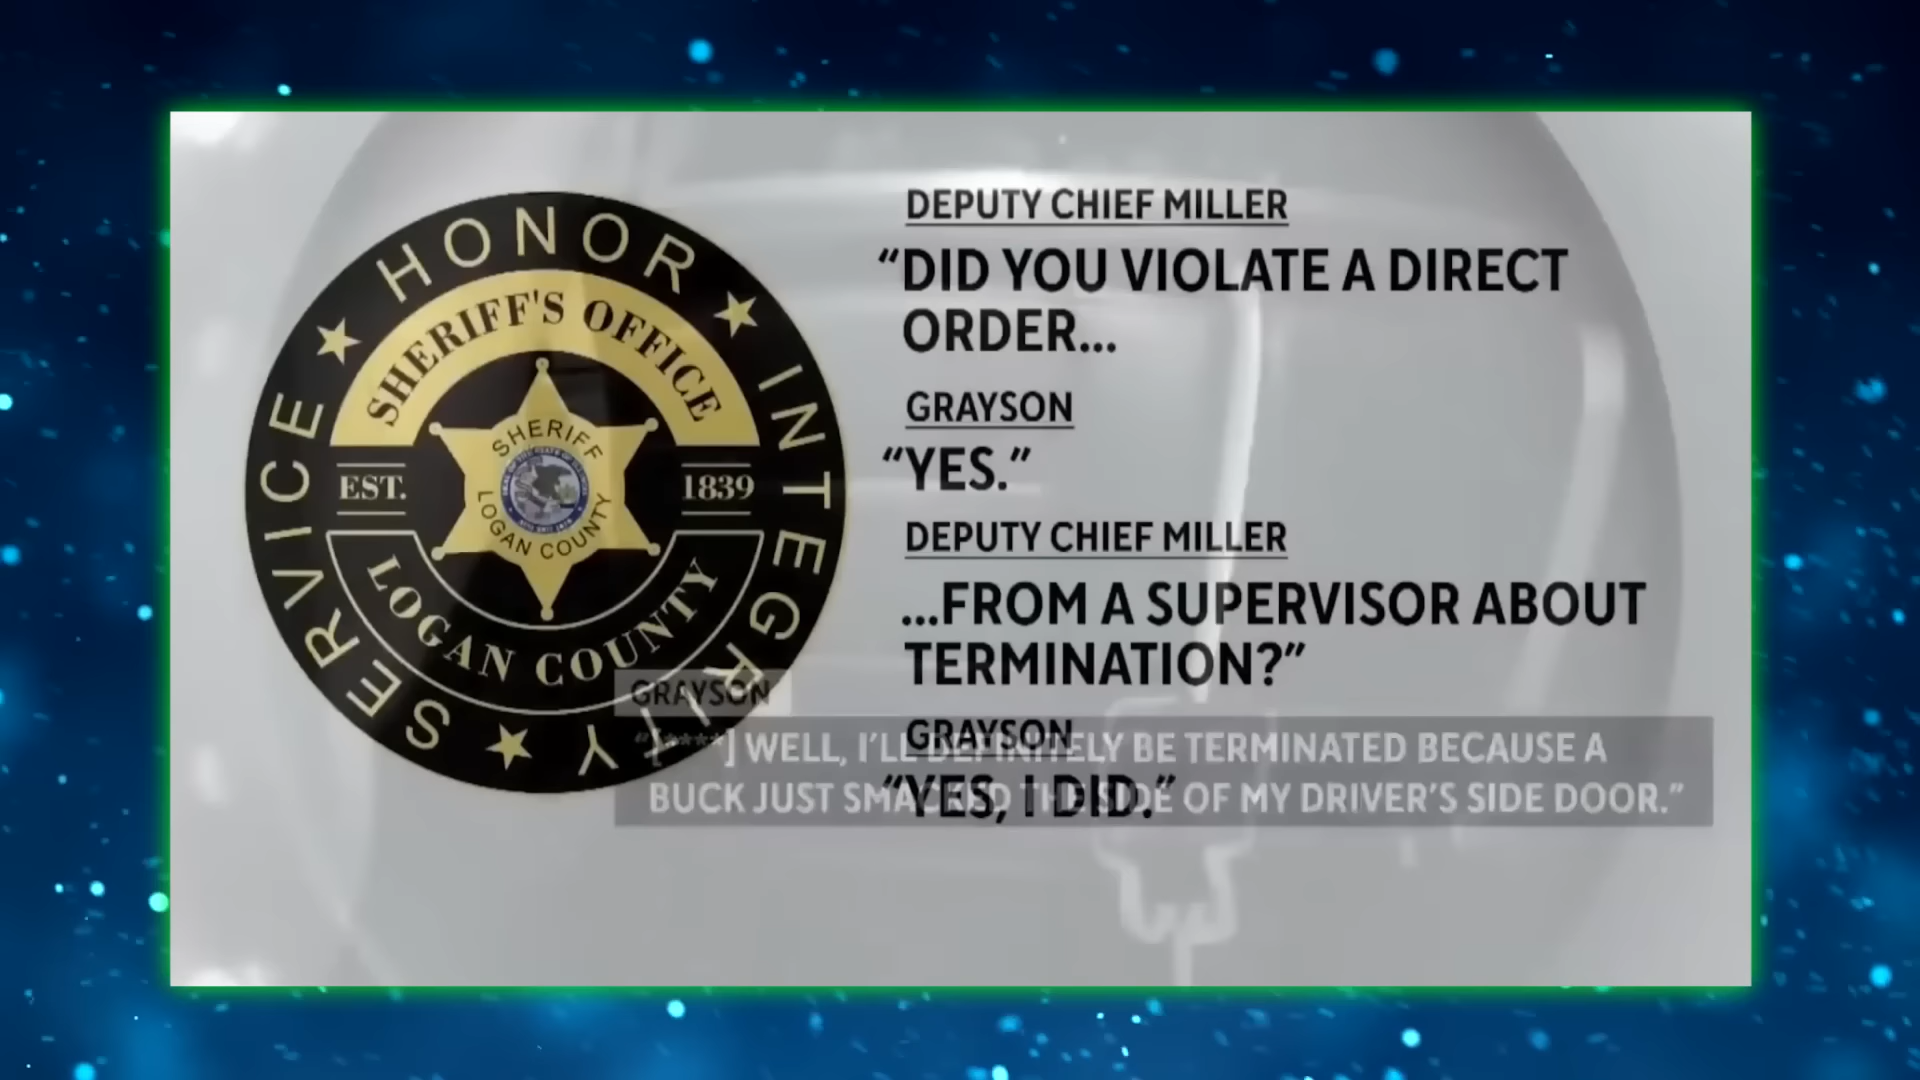 HONOR ★ INTEGRITY ★ SERVICE ★
SHERIFF'S OFFICE
SHERIFF
LOGAN COUNTY
EST. 1839
LOGAN COUNTY
DEPUTY CHIEF MILLER
“DID YOU VIOLATE A DIRECT
ORDER...
GRAYSON
“YES.”
DEPUTY CHIEF MILLER
...FROM A SUPERVISOR ABOUT
TERMINATION?”
GRAYSON
“YES, I DID.”
GRAYSON
“[****] WELL, I’LL DEFINITELY BE TERMINATED BECAUSE A
BUCK JUST SMACKED THE SIDE OF MY DRIVER’S SIDE DOOR.”